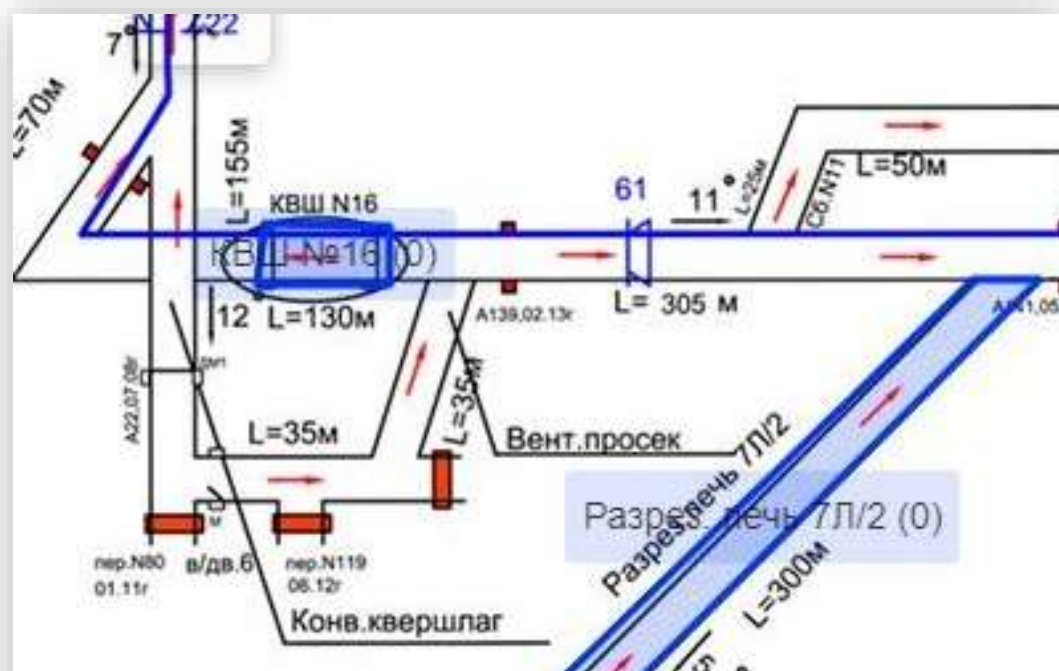 7°
22
L=70м
L=155м
КВШ N16
КВШ №16 (0)
L=130м
12
61
11°
L=25м
Сб.N11
L=50м
А139,02.13г
L= 305 м
А22,07,08г
L=35м
L=35м
Вент.просек
Разрез.печь 7Л/2
Разрез. печь 7Л/2 (0)
L=300м
м
пер.N80
01.11г
в/дв.6
пер.N119
06.12г
Конв.квершлаг